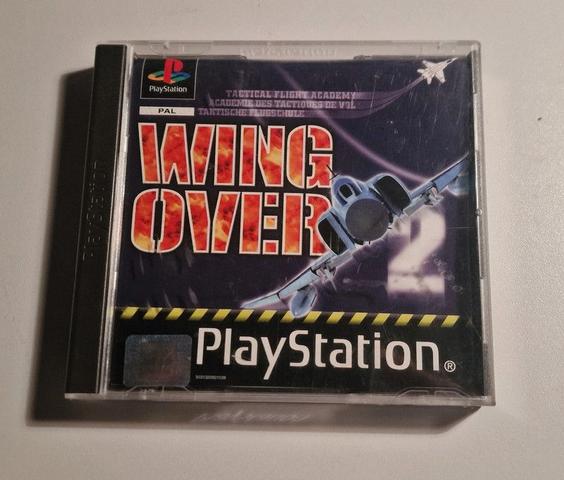 PlayStation
PAL
TACTICAL FLIGHT ACADEMY
ACADEMIE DES TACTIQUES DE VOL
TAKTISCHE FLUGSCHULE
WING
OVER
2
PlayStation®
PlayStation